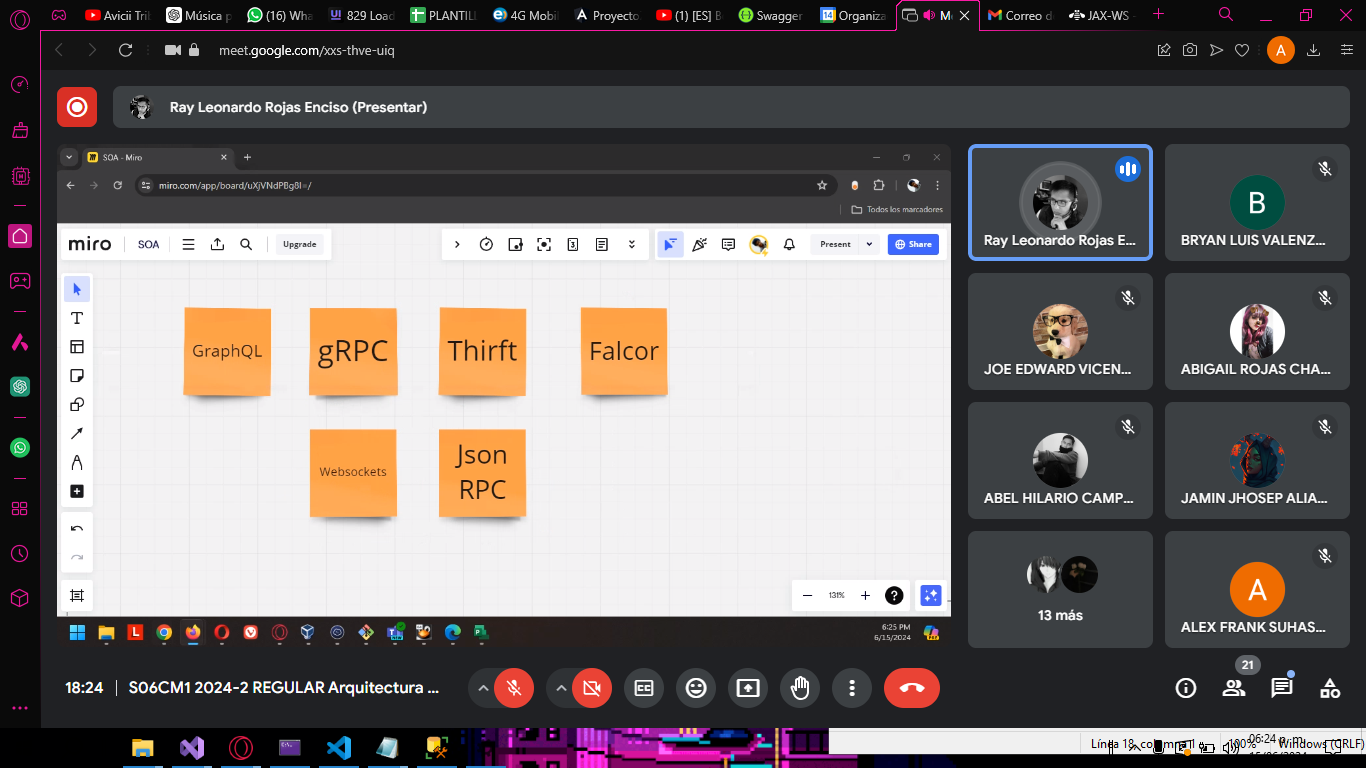 Avicii Trib
Música p
(16) Wha
829 Load
PLANTILL
4G Mobil
Proyecto:
(1) [ES] B
Swagger
Organiza
M
Correo d
JAX-WS -
meet.google.com/xxs-thve-uiq
A
Ray Leonardo Rojas Enciso (Presentar)
SOA - Miro
miro.com/app/board/uXjVNdPBg8I=/
Todos los marcadores
miro
SOA
Upgrade
Present
Share
GraphQL
gRPC
Thirft
Falcor
Websockets
Json
RPC
131%
6:25 PM
6/15/2024
Ray Leonardo Rojas E...
B
BRYAN LUIS VALENZ...
JOE EDWARD VICEN...
ABIGAIL ROJAS CHA...
ABEL HILARIO CAMP...
JAMIN JHOSEP ALIA...
13 más
A
ALEX FRANK SUHAS...
18:24
S06CM1 2024-2 REGULAR Arquitectura ...
21
Línea 18, column
100%
06:24 p. m.
Windows (CRLF)